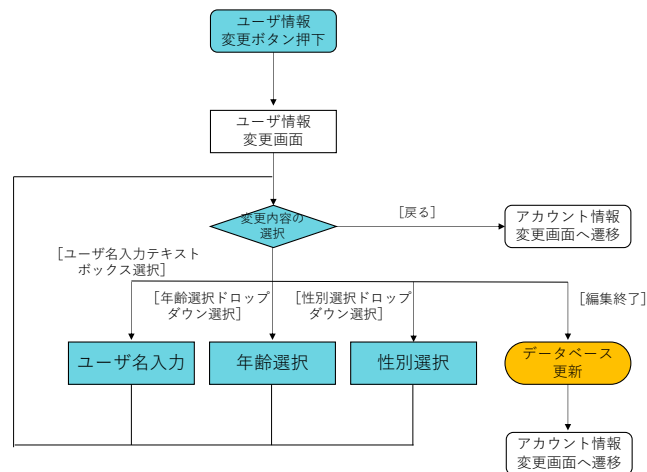 ユーザ情報
変更ボタン押下
ユーザ情報
変更画面
変更内容の
選択
[戻る]
アカウント情報
変更画面へ遷移
[ユーザ名入力テキスト
ボックス選択]
[年齢選択ドロップ
ダウン選択]
[性別選択ドロップ
ダウン選択]
[編集終了]
ユーザ名入力
年齢選択
性別選択
データベース
更新
アカウント情報
変更画面へ遷移